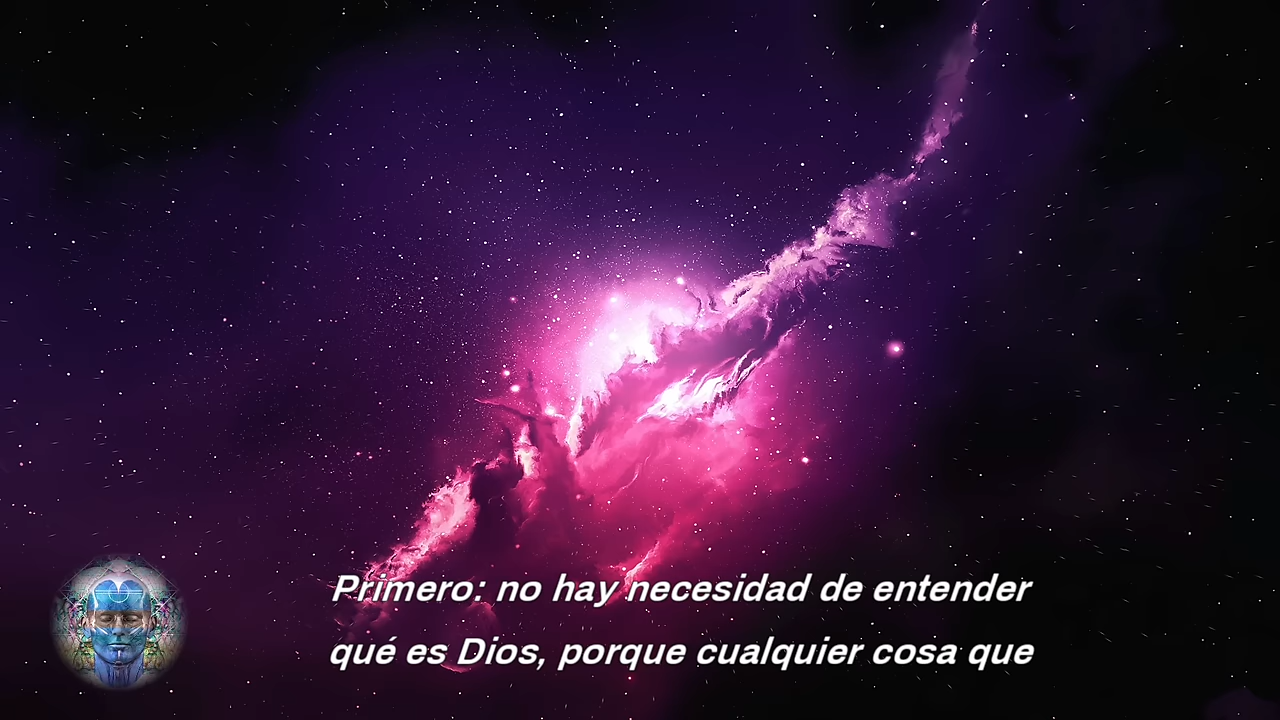 Primero: no hay necesidad de entender
qué es Dios, porque cualquier cosa que